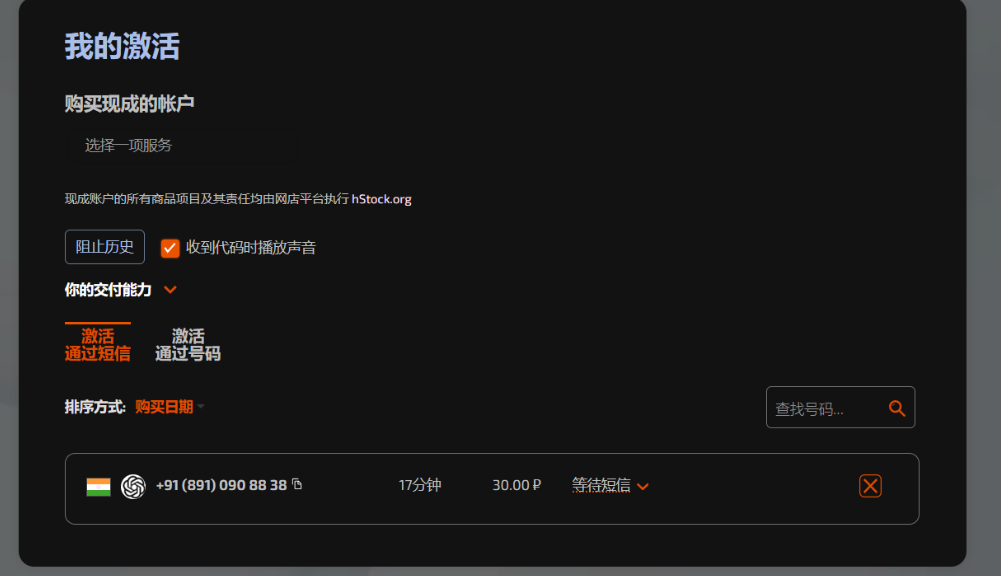 我的激活
购买现成的帐户
选择一项服务
现成账户的所有商品项目及其责任均由网店平台执行 hStock.org
阻止历史 收到代码时播放声音
你的交付能力
激活 激活
通过短信 通过号码
排序方式: 购买日期
查找号码...
+91 (891) 090 88 38 17分钟 30.00 ₽ 等待短信